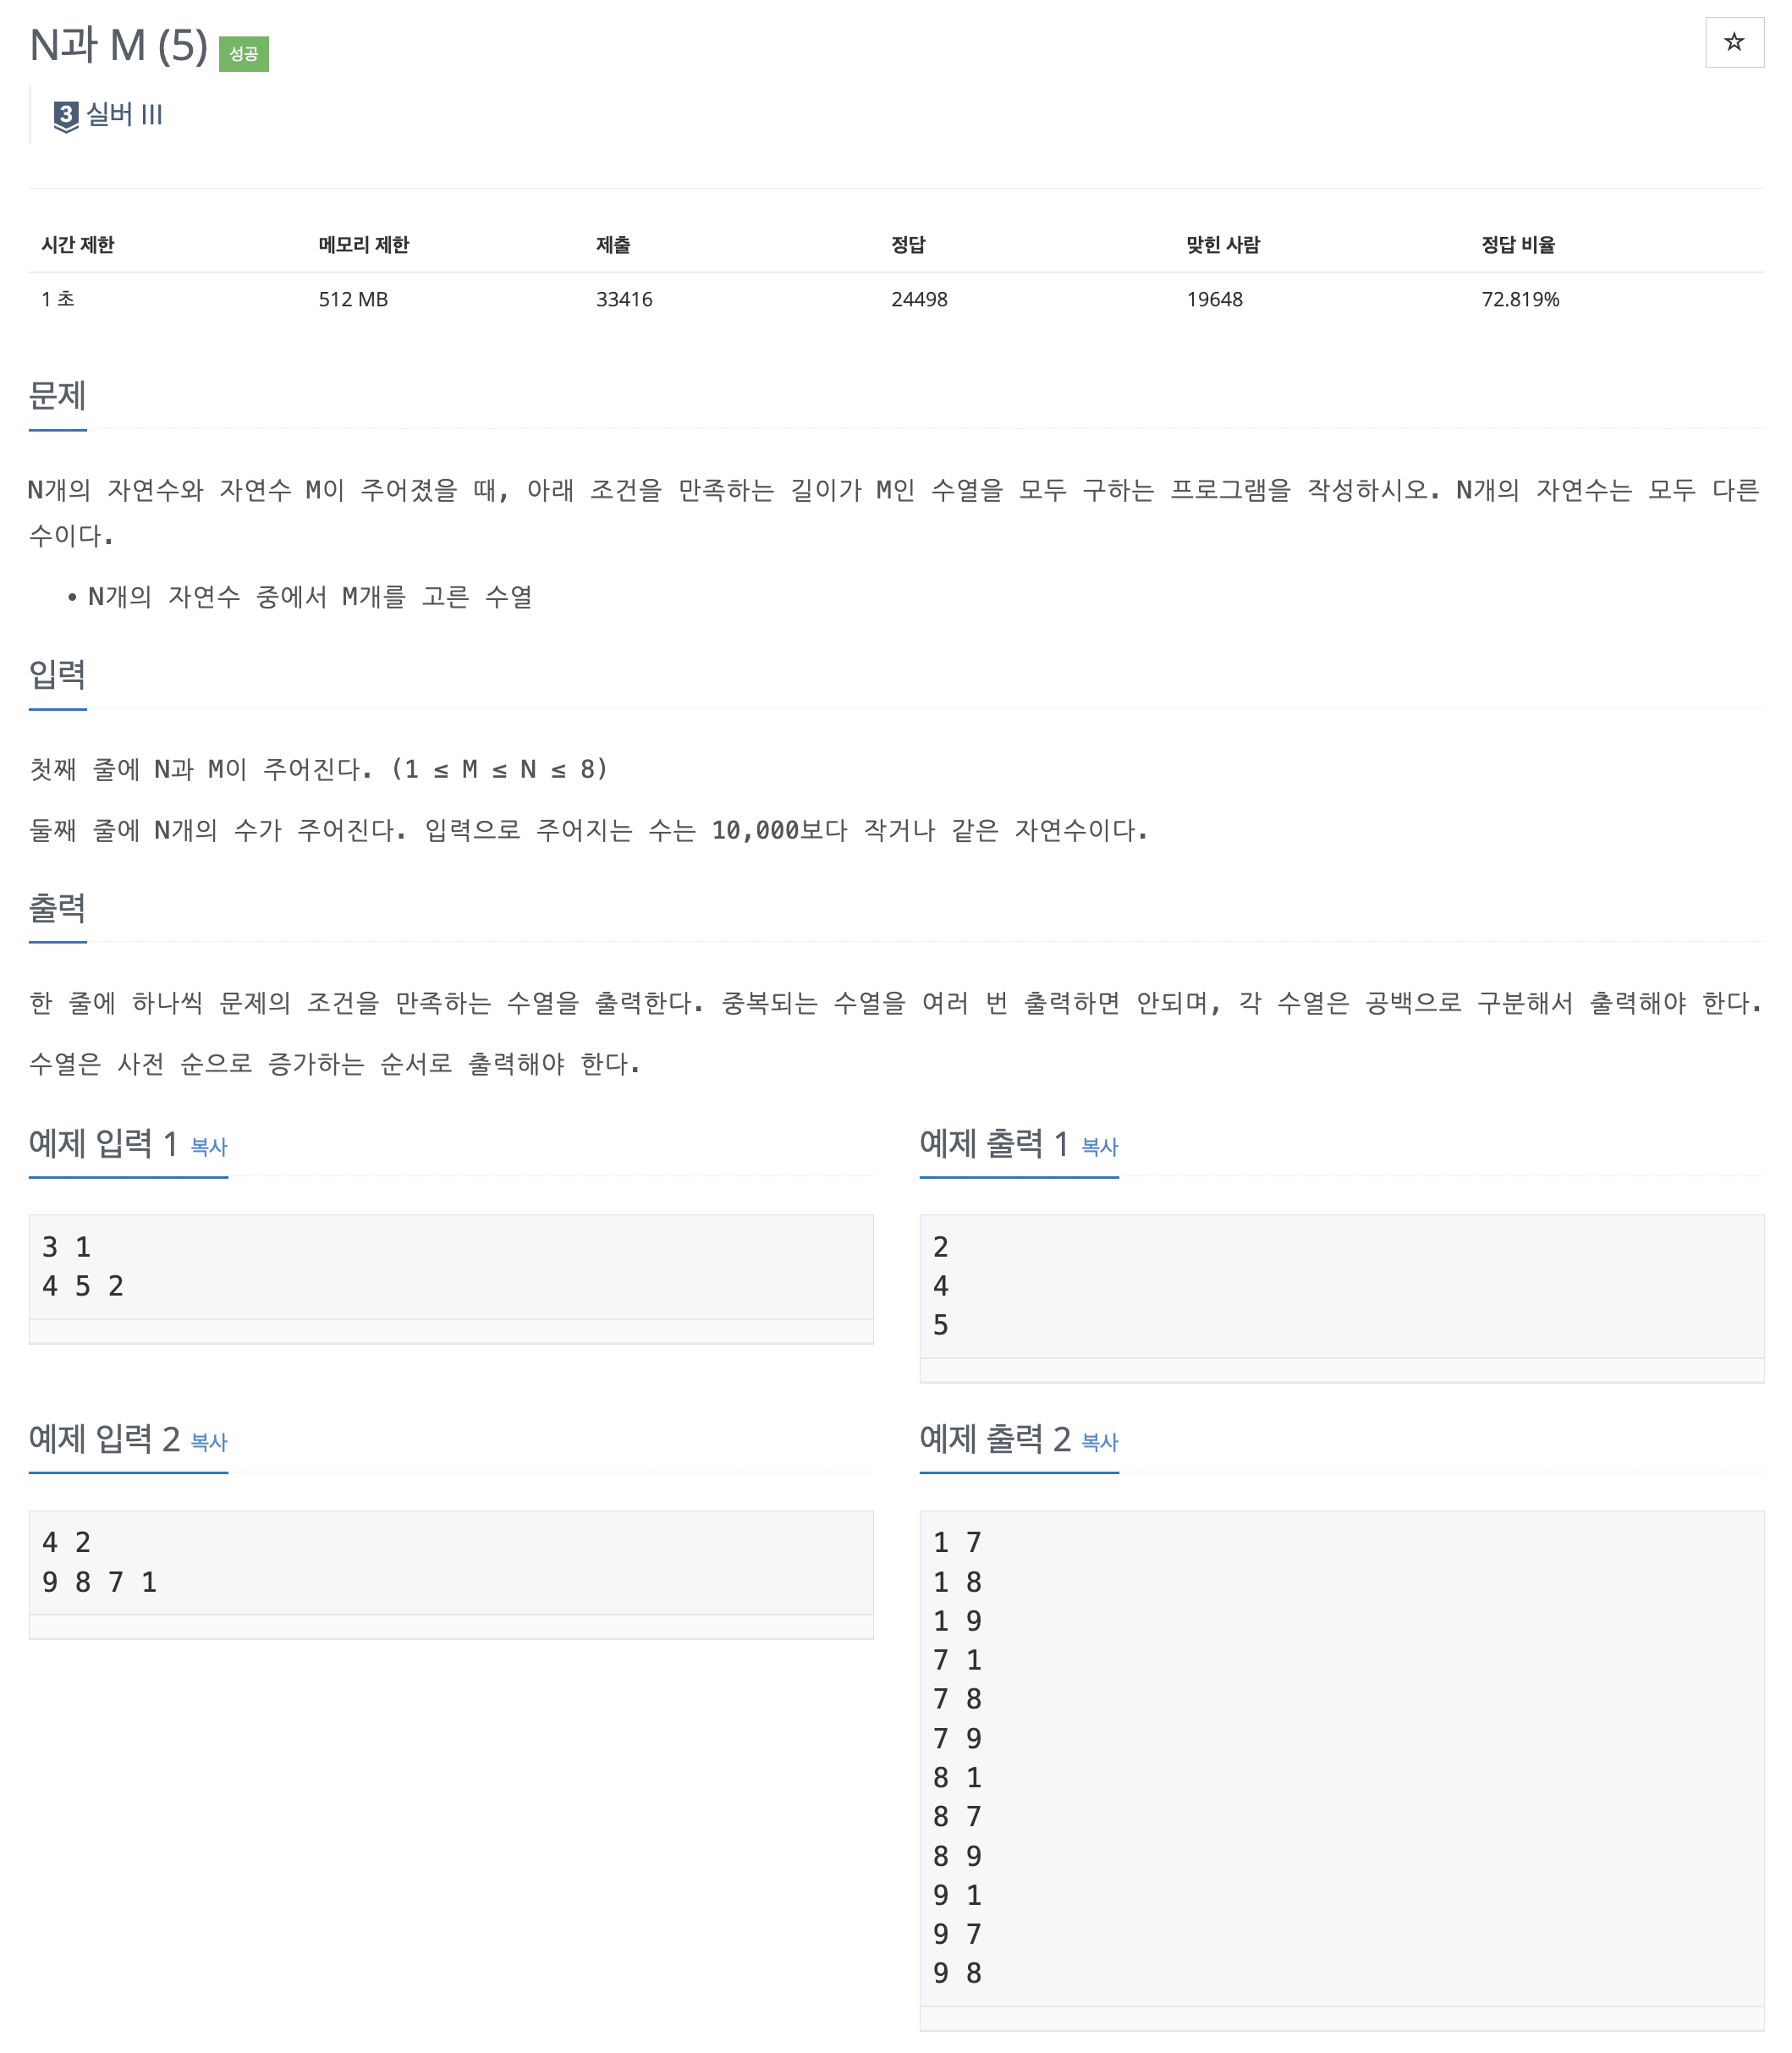 N과 M (5) 성공
☆
3 실버 III
시간 제한 메모리 제한 제출 정답 맞힌 사람 정답 비율
1 초 512 MB 33416 24498 19648 72.819%
문제
N개의 자연수와 자연수 M이 주어졌을 때, 아래 조건을 만족하는 길이가 M인 수열을 모두 구하는 프로그램을 작성하시오. N개의 자연수는 모두 다른
수이다.
• N개의 자연수 중에서 M개를 고른 수열
입력
첫째 줄에 N과 M이 주어진다. (1 ≤ M ≤ N ≤ 8)
둘째 줄에 N개의 수가 주어진다. 입력으로 주어지는 수는 10,000보다 작거나 같은 자연수이다.
출력
한 줄에 하나씩 문제의 조건을 만족하는 수열을 출력한다. 중복되는 수열을 여러 번 출력하면 안되며, 각 수열은 공백으로 구분해서 출력해야 한다.
수열은 사전 순으로 증가하는 순서로 출력해야 한다.
예제 입력 1 복사
3 1
4 5 2
예제 출력 1 복사
2
4
5
예제 입력 2 복사
4 2
9 8 7 1
예제 출력 2 복사
1 7
1 8
1 9
7 1
7 8
7 9
8 1
8 7
8 9
9 1
9 7
9 8